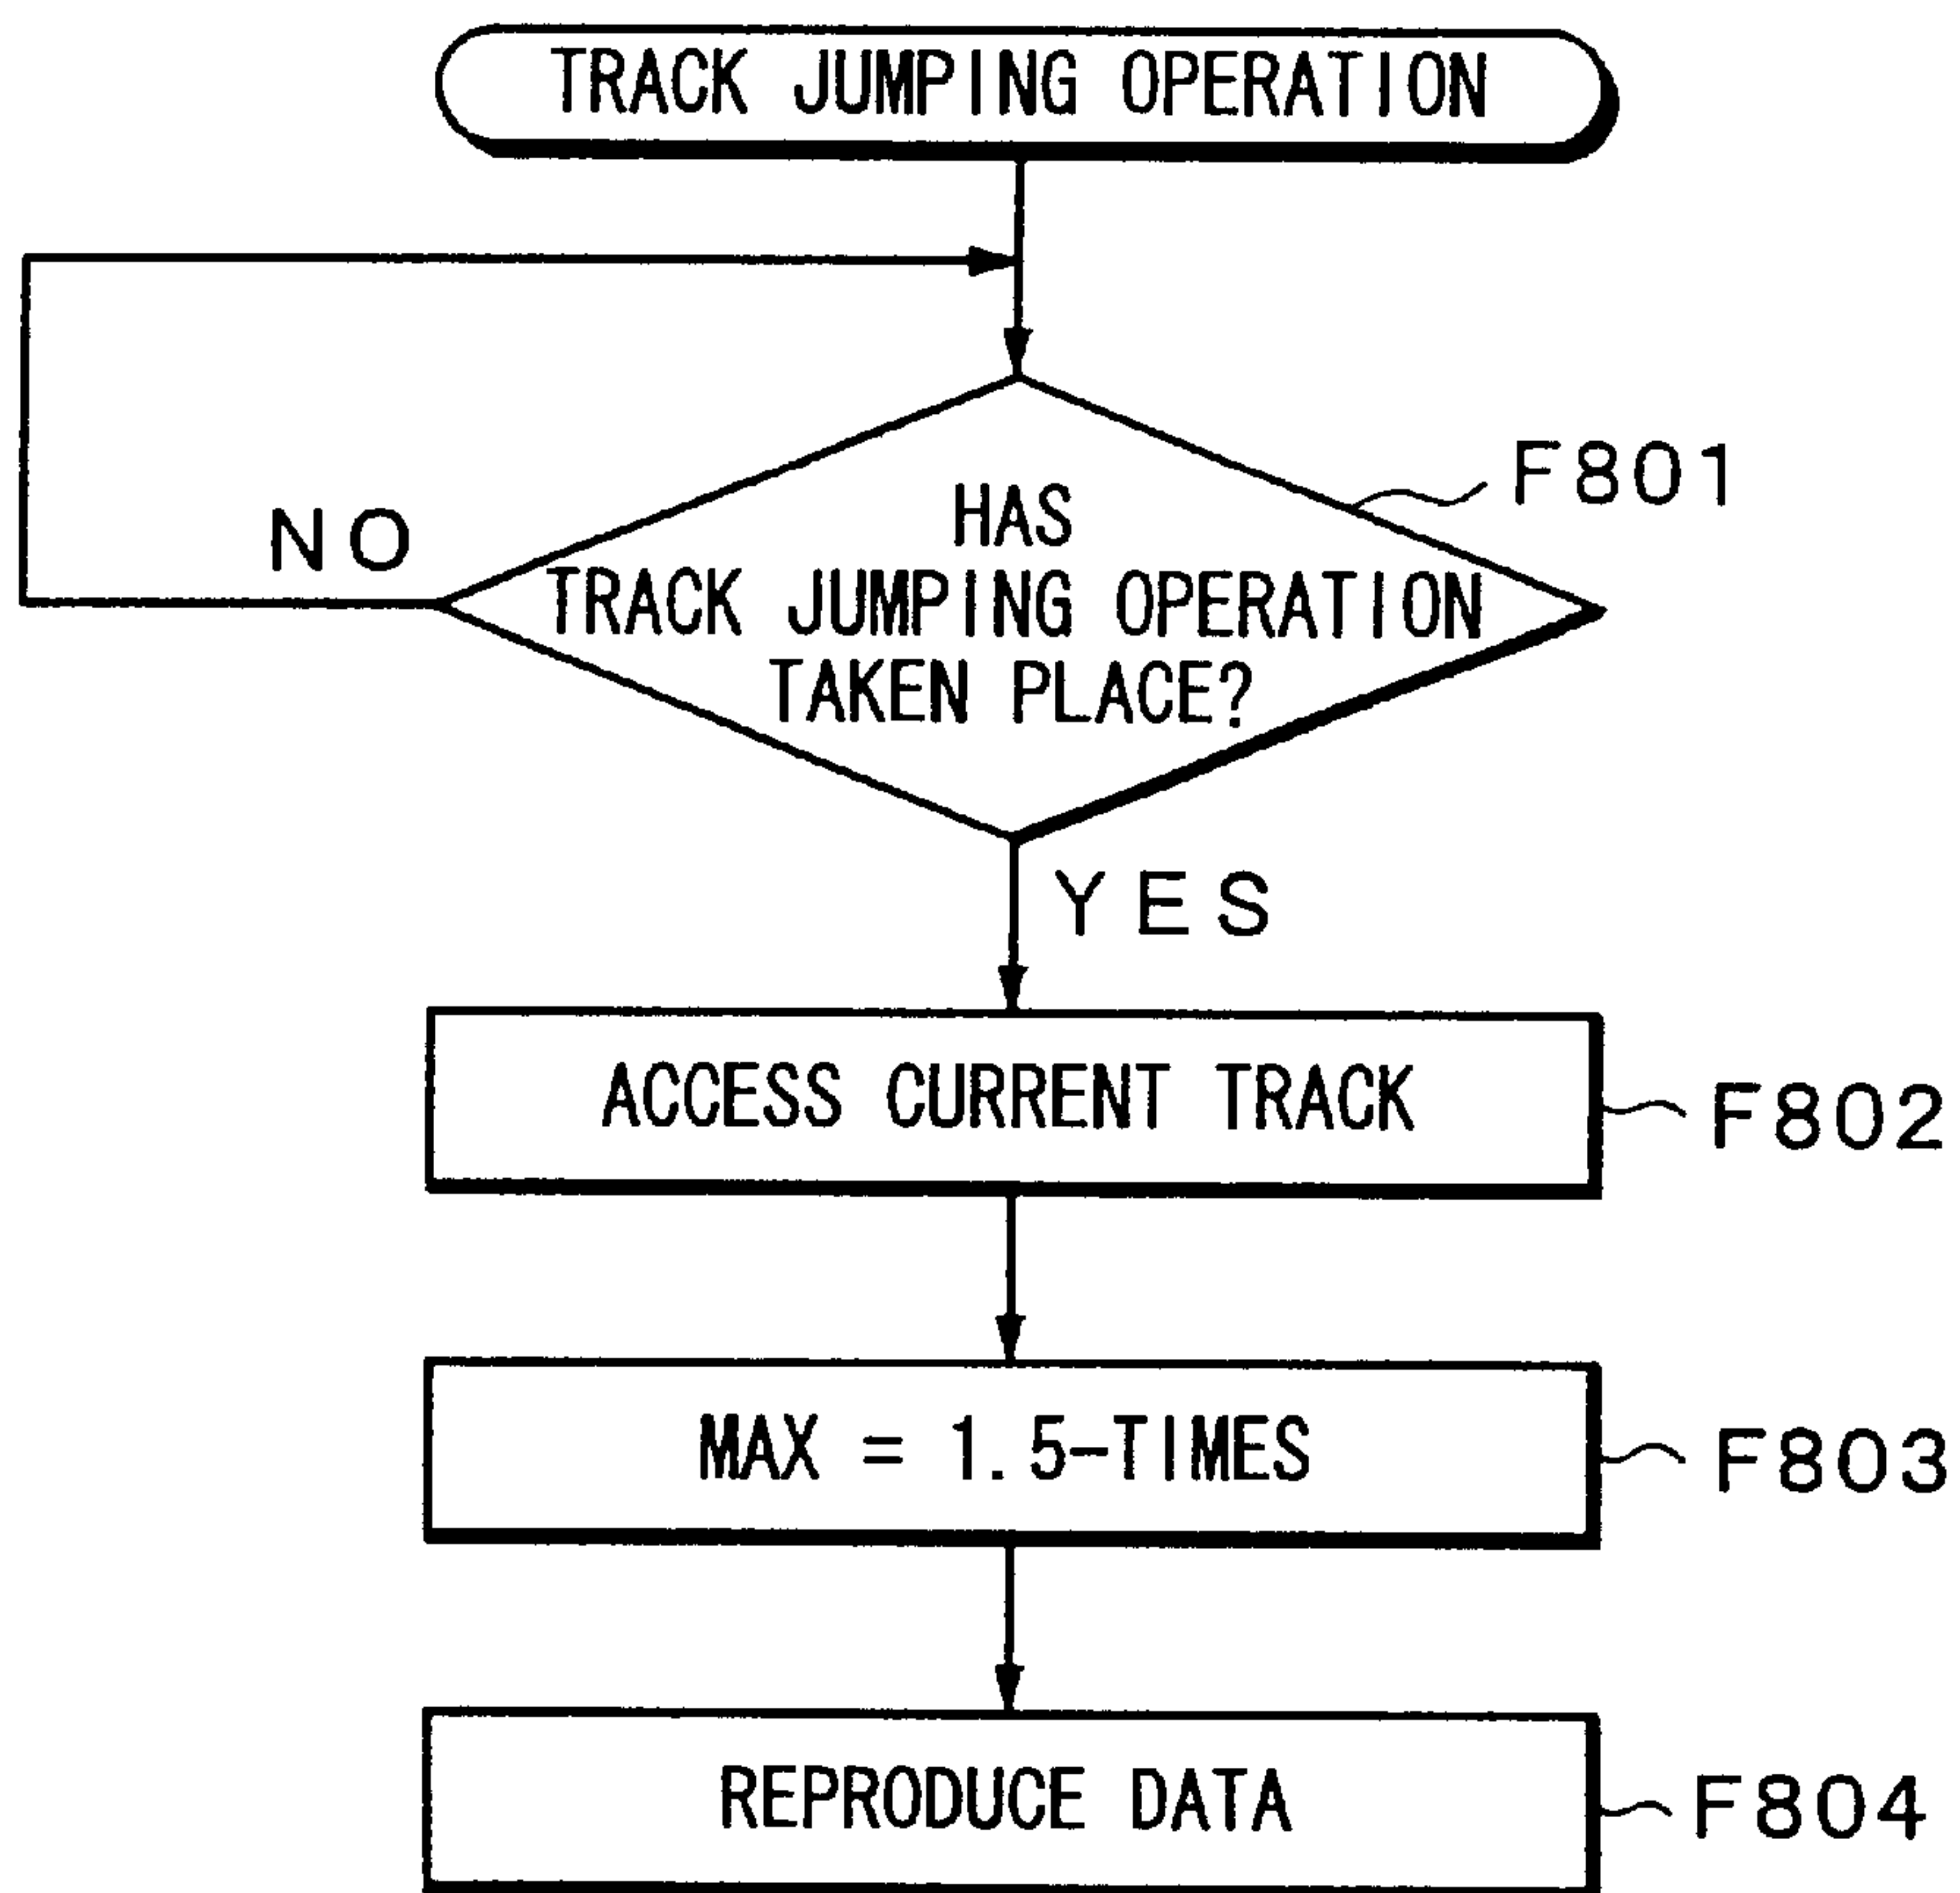 TRACK JUMPING OPERATION
F801
HAS
TRACK JUMPING OPERATION
TAKEN PLACE?
NO
YES
ACCESS CURRENT TRACK
F802
MAX = 1.5-TIMES
F803
REPRODUCE DATA
F804